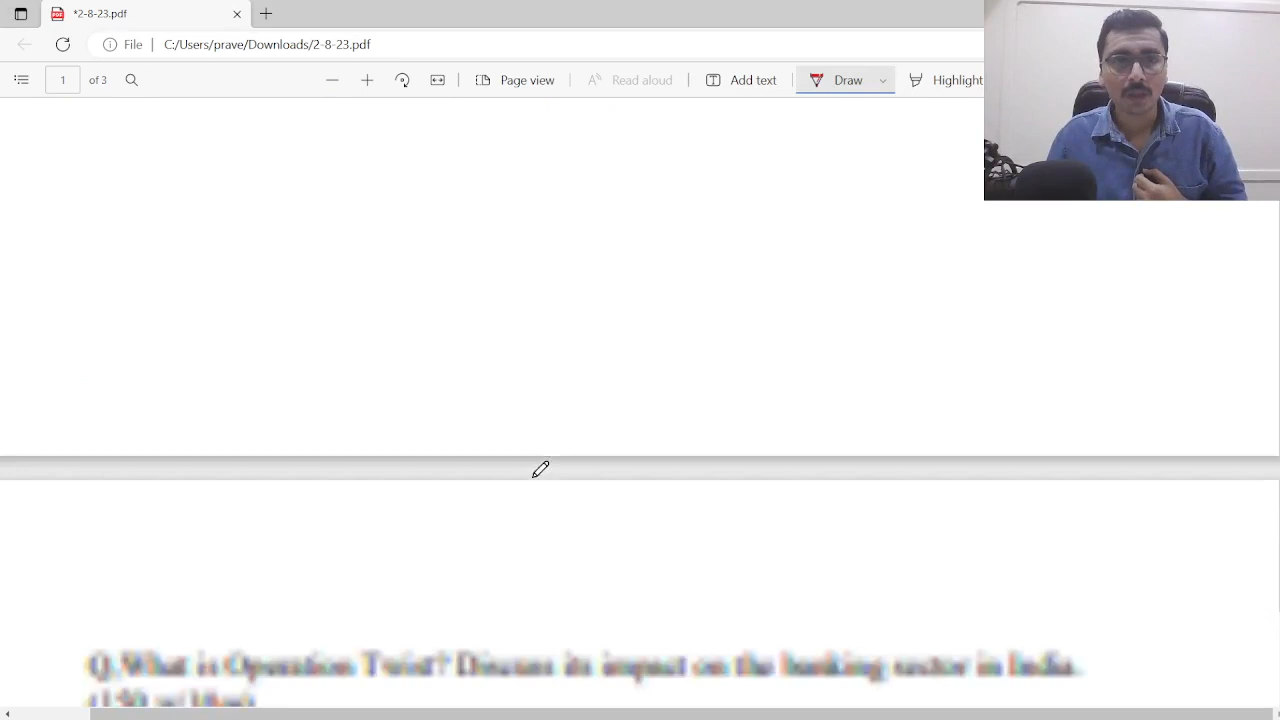 *2-8-23.pdf
File | C:/Users/prave/Downloads/2-8-23.pdf
1 of 3 Page view Read aloud Add text Draw Highlight
Q.What is Operation Twist? Discuss its impact on the banking sector in India.